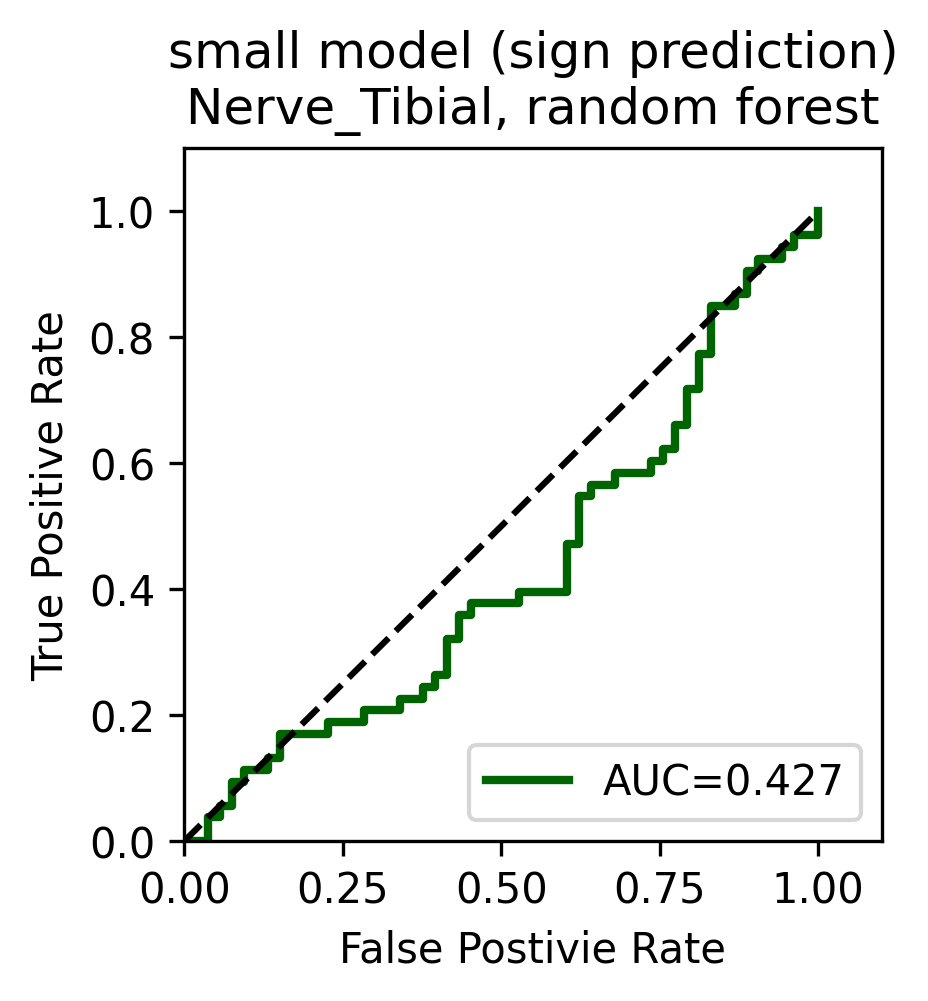 small model (sign prediction)
Nerve_Tibial, random forest
1.0
0.8
0.6
0.4
0.2
0.0
True Positive Rate
AUC=0.427
0.00 0.25 0.50 0.75 1.00
False Postivie Rate